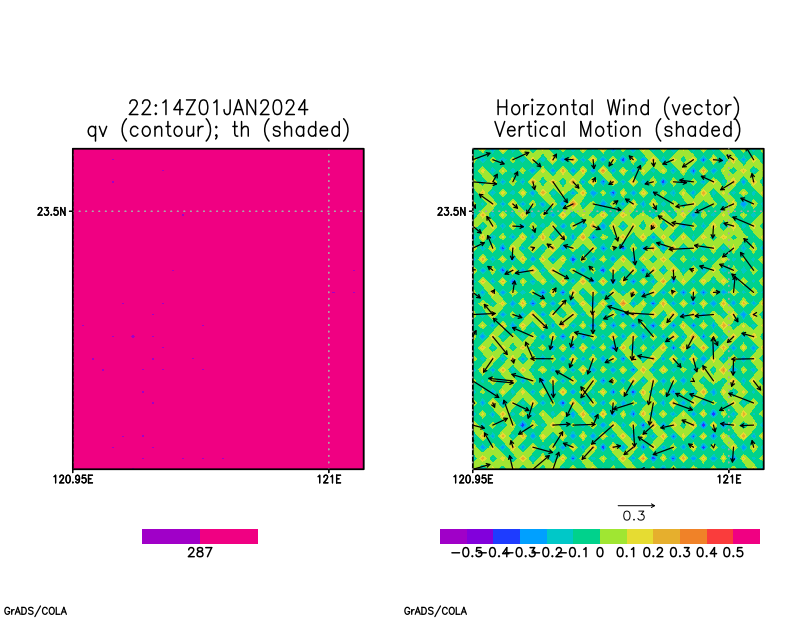 22:14Z01JAN2024
qv (contour); th (shaded)
23.5N
120.95E 121E
287
Horizontal Wind (vector)
Vertical Motion (shaded)
23.5N
120.95E 121E
0.3
-0.5 -0.4 -0.3 -0.2 -0.1 0 0.1 0.2 0.3 0.4 0.5
GrADS/COLA
GrADS/COLA